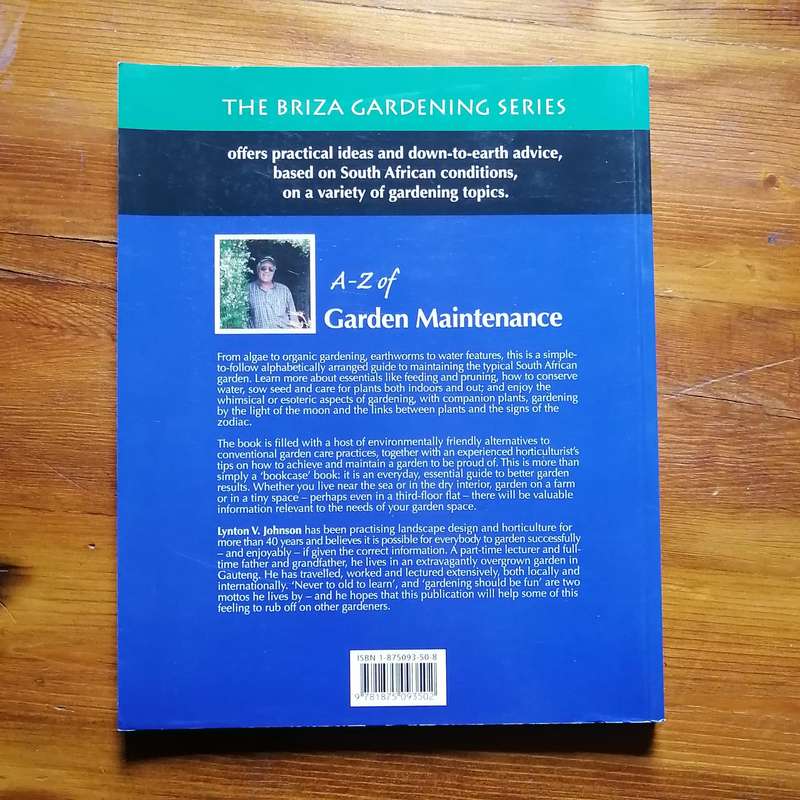 THE BRIZA GARDENING SERIES
offers practical ideas and down-to-earth advice,
based on South African conditions,
on a variety of gardening topics.
A-Z of
Garden Maintenance
From algae to organic gardening, earthworms to water features, this is a simple-
to-follow alphabetically arranged guide to maintaining the typical South African
garden. Learn more about essentials like feeding and pruning, how to conserve
water, sow seed and care for plants both indoors and out; and enjoy the
whimsical or esoteric aspects of gardening, with companion plants, gardening
by the light of the moon and the links between plants and the signs of the
zodiac.
The book is filled with a host of environmentally friendly alternatives to
conventional garden care practices, together with an experienced horticulturist's
tips on how to achieve and maintain a garden to be proud of. This is more than
simply a 'bookcase' book: it is an everyday, essential guide to better garden
results. Whether you live near the sea or in the dry interior, garden on a farm
or in a tiny space – perhaps even in a third-floor flat – there will be valuable
information relevant to the needs of your garden space.
Lynton V. Johnson has been practising landscape design and horticulture for
more than 40 years and believes it is possible for everybody to garden successfully
– and enjoyably – if given the correct information. A part-time lecturer and full-
time father and grandfather, he lives in an extravagantly overgrown garden in
Gauteng. He has travelled, worked and lectured extensively, both locally and
internationally. 'Never to old to learn', and 'gardening should be fun' are two
mottos he lives by – and he hopes that this publication will help some of this
feeling to rub off on other gardeners.
ISBN 1-875093-50-8
9 781875 093502